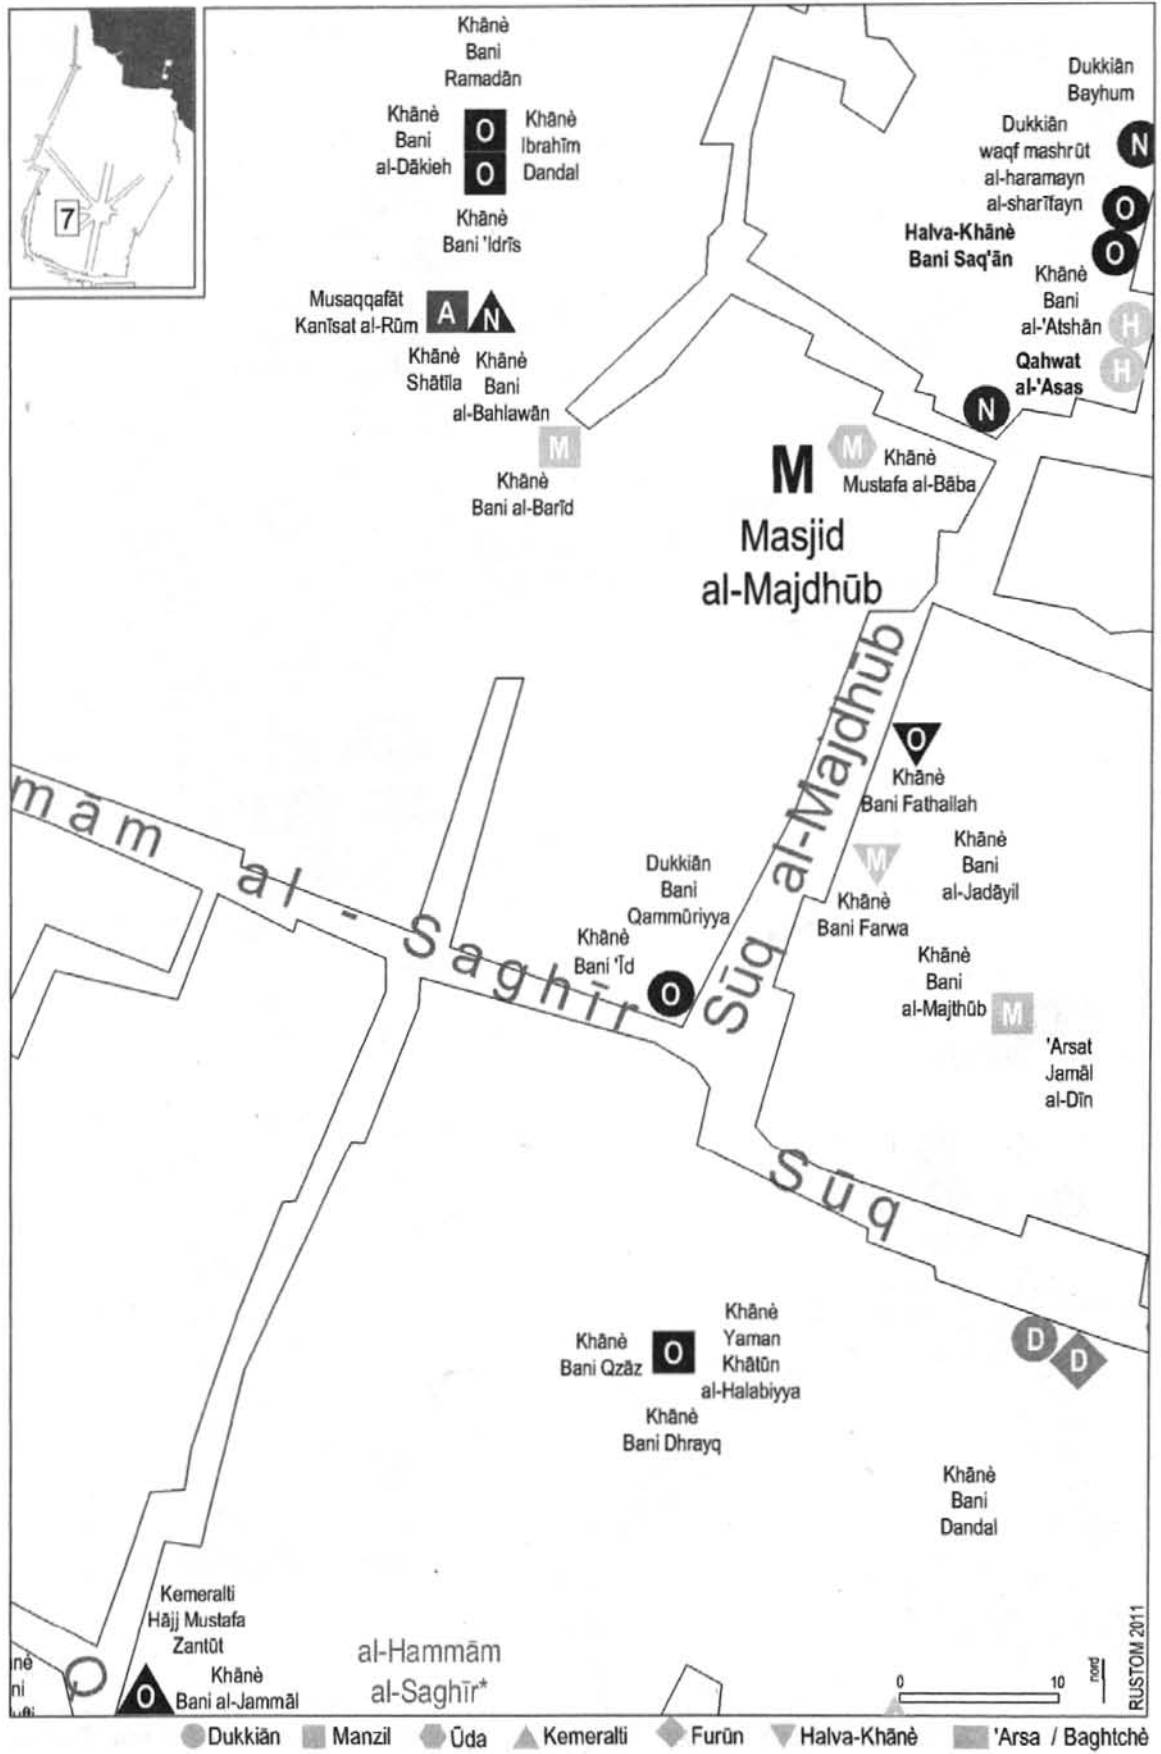 7
Khānè
Bani
Ramadān
Khānè
Bani
al-Dākieh
O
O
Khānè
Ibrahīm
Dandal
Khānè
Bani 'Idrīs
Musaqqafāt
Kanīsat al-Rūm
A
N
Khānè
Shātīla
Khānè
Bani
al-Bahlawān
M
Khānè
Bani al-Barīd
Dukkiān
Bayhum
N
Dukkiān
waqf mashrūt
al-haramayn
al-sharīfayn
O
Halva-Khānè
Bani Saq'ān
O
Khānè
Bani
al-'Atshān
H
Qahwat
al-'Asas
H
N
M
M
Khānè
Mustafa al-Bāba
Masjid
al-Majdhūb
Sūq al-Majdhūb
O
Khānè
Bani Fathallah
M
Khānè
Bani Farwa
Khānè
Bani
al-Jadāyil
Khānè
Bani
al-Majthūb
M
'Arsat
Jamāl
al-Dīn
Dukkiān
Bani
Qammūriyya
Khānè
Bani 'Īd
O
mām al-Saghīr
Sūq
Khānè
Bani Qzāz
O
Khānè
Yaman
Khātūn
al-Halabiyya
Khānè
Bani Dhrayq
D
D
Khānè
Bani
Dandal
Kemeralti
Hājj Mustafa
Zantūt
O
Khānè
Bani al-Jammāl
al-Hammām
al-Saghīr*
nè
ni
Q
0 10
nord
RUSTOM 2011
Dukkiān Manzil Ūda Kemeralti Furūn Halva-Khānè 'Arsa / Baghtchè